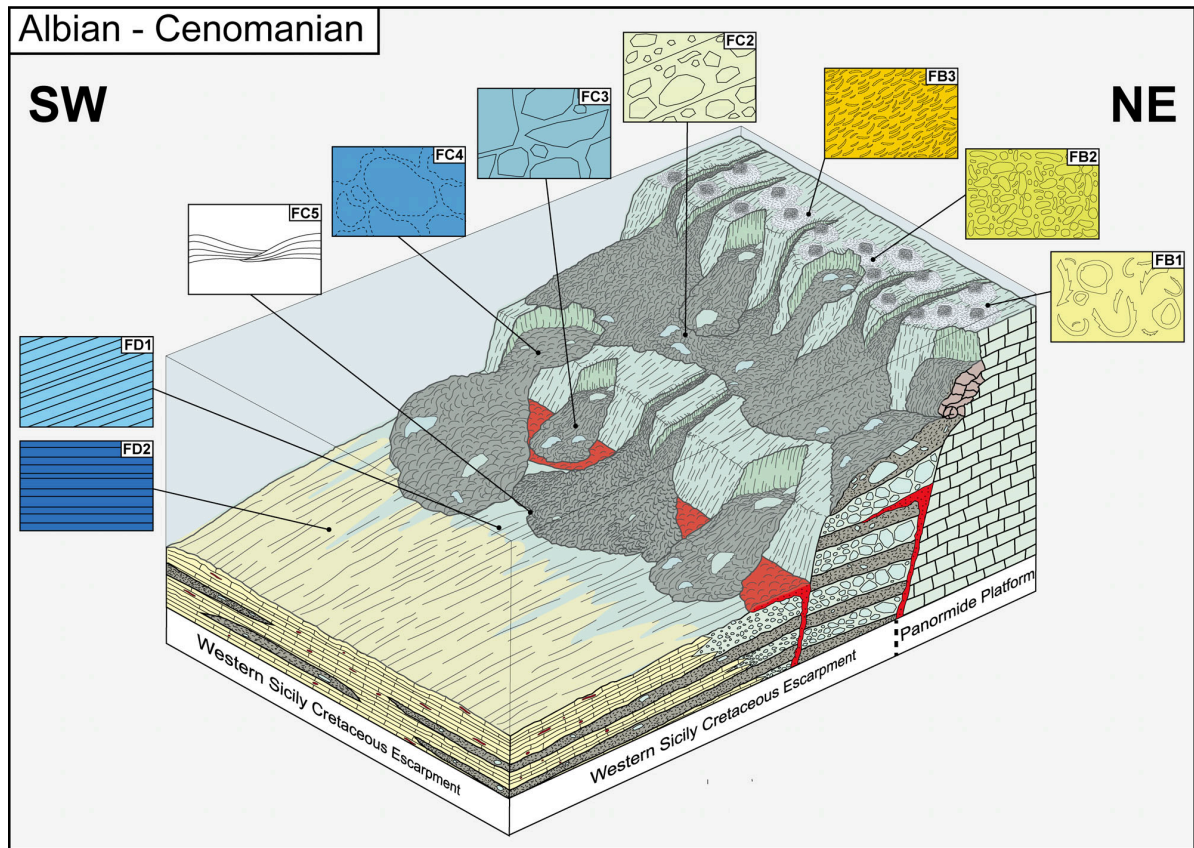 Albian - Cenomanian
SW
NE
FC2
FB3
FC3
FC4
FB2
FC5
FB1
FD1
FD2
Western Sicily Cretaceous Escarpment
Western Sicily Cretaceous Escarpment
Panormide Platform